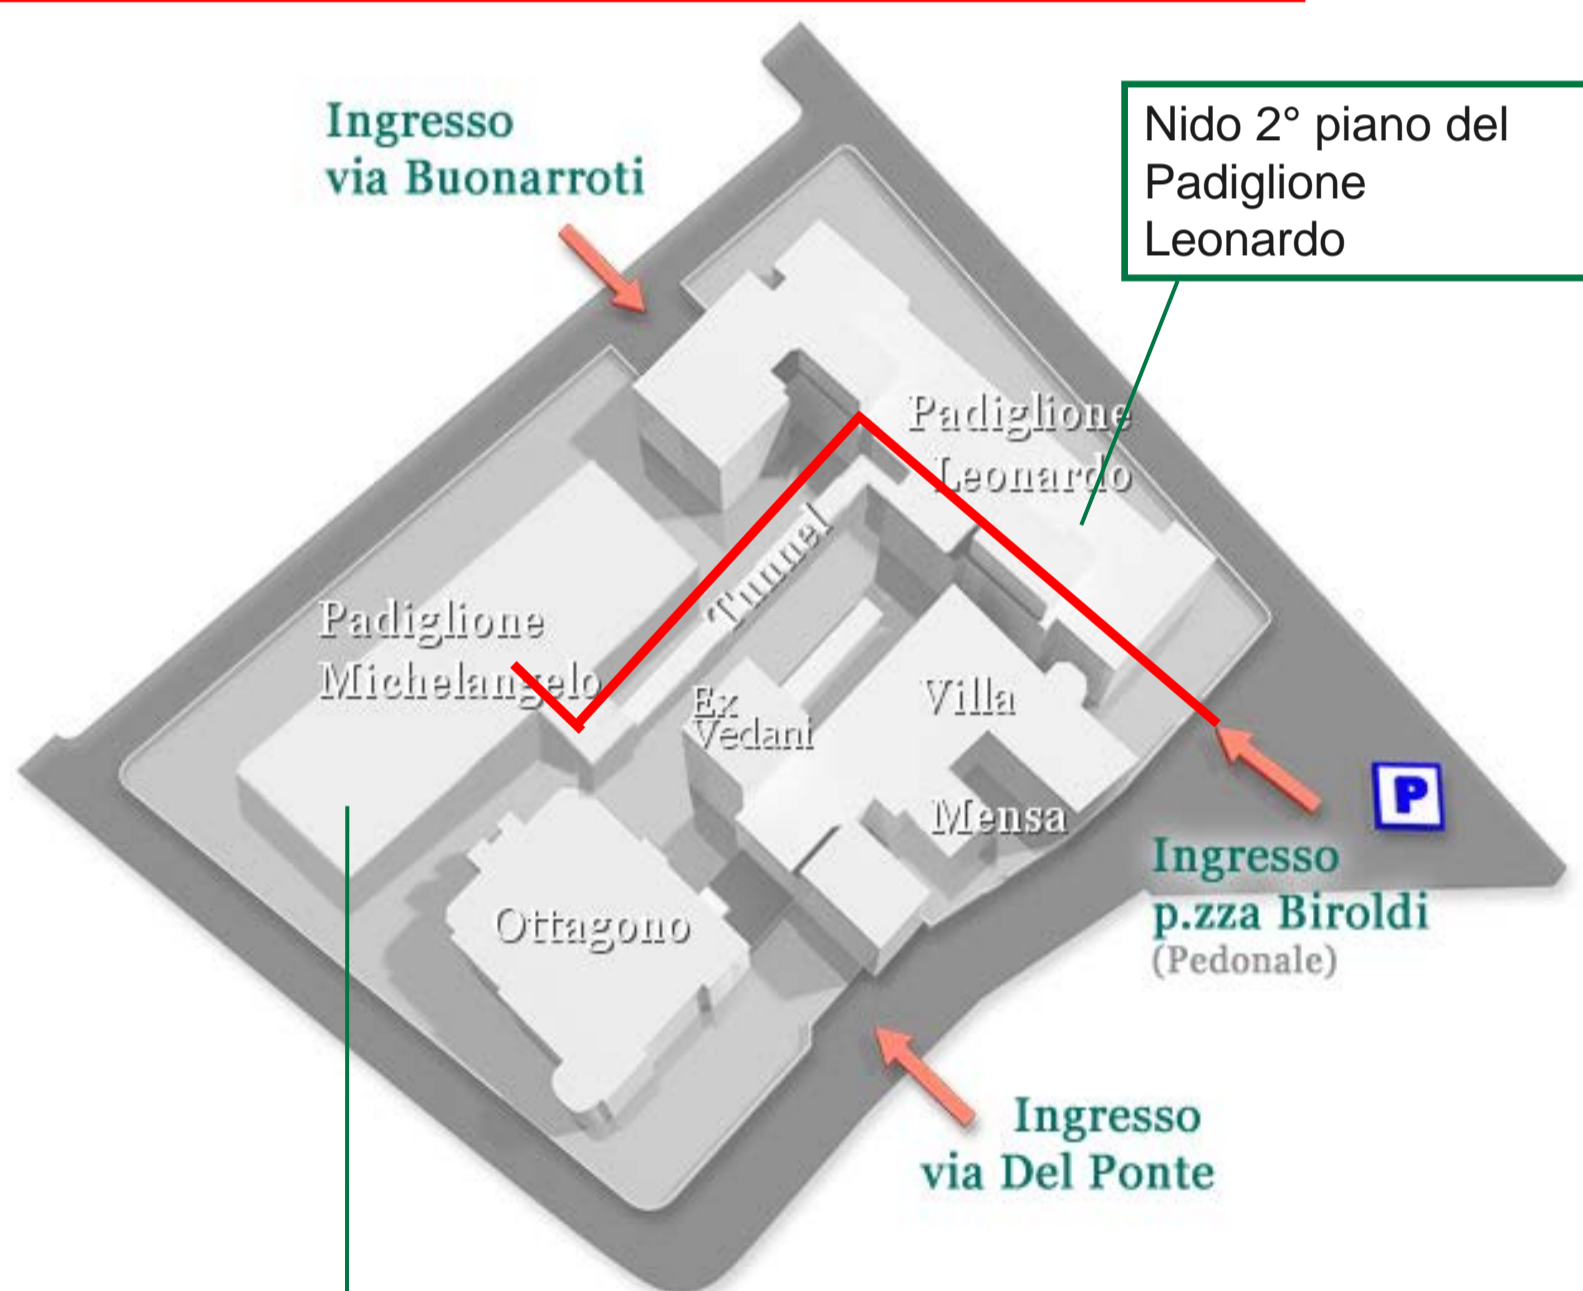 Ingresso
via Buonarroti
Nido 2° piano del
Padiglione
Leonardo
Padiglione
Leonardo
Tunnel
Padiglione
Michelangelo
Ex
Vedani
Villa
Mensa
P
Ingresso
p.zza Biroldi
(Pedonale)
Ottagono
Ingresso
via Del Ponte